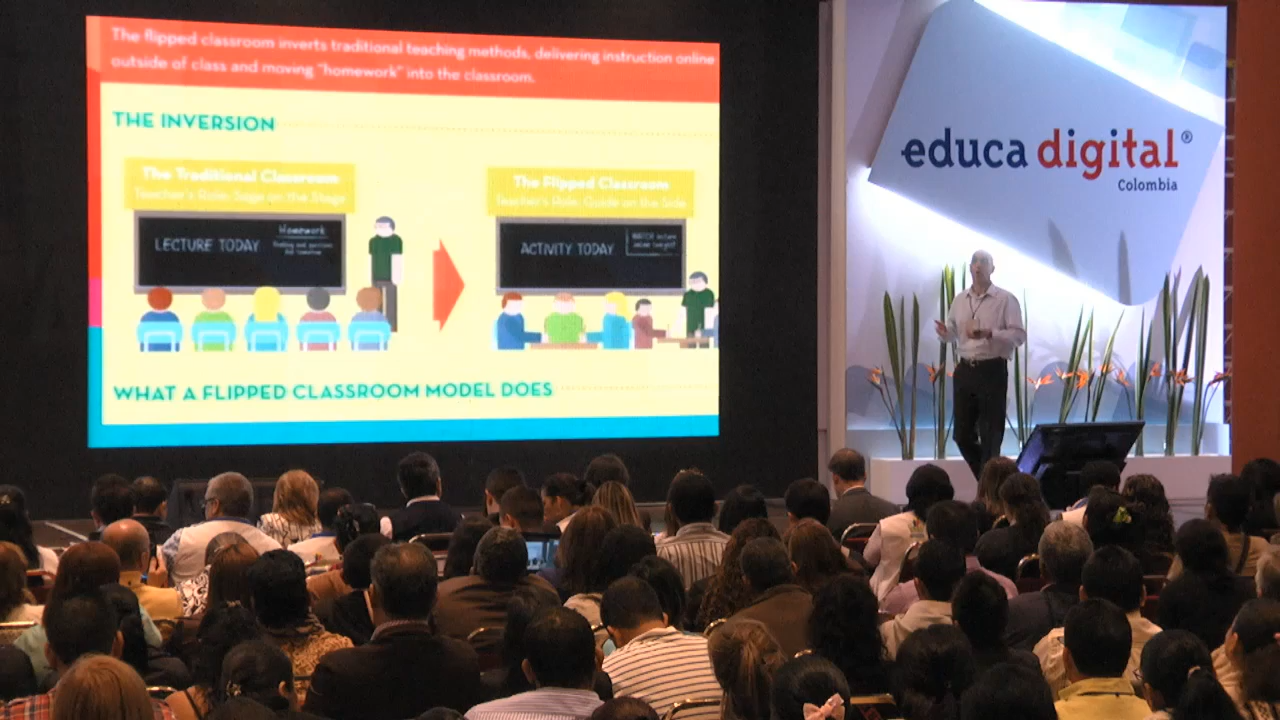 The flipped classroom inverts traditional teaching methods, delivering instruction online
outside of class and moving "homework" into the classroom.
THE INVERSION
The Traditional Classroom
Teacher's Role: Sage on the Stage
LECTURE TODAY
Homework
The Flipped Classroom
Teacher's Role: Guide on the Side
ACTIVITY TODAY
WHAT A FLIPPED CLASSROOM MODEL DOES
educa digital®
Colombia